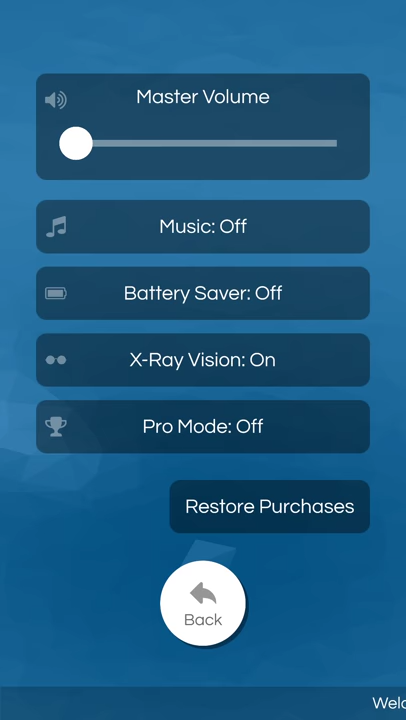 Master Volume
Music: Off
Battery Saver: Off
X-Ray Vision: On
Pro Mode: Off
Restore Purchases
Back